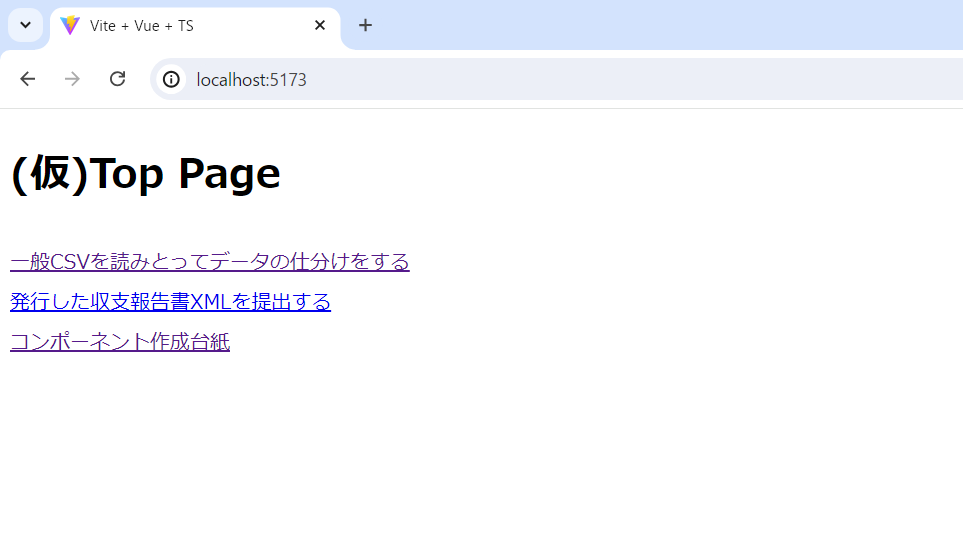 Vite + Vue + TS
localhost:5173
(仮)Top Page
一般CSVを読みとってデータの仕分けをする
発行した収支報告書XMLを提出する
コンポーネント作成台紙